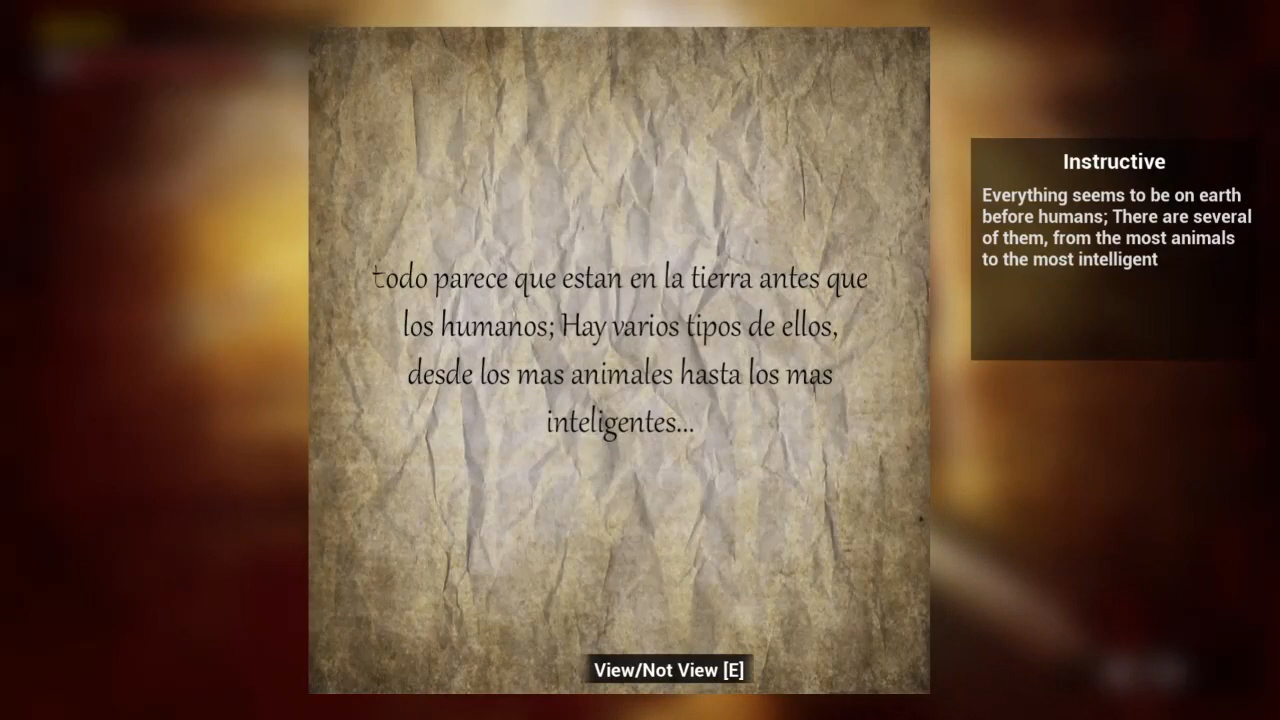 todo parece que estan en la tierra antes que
los humanos; Hay varios tipos de ellos,
desde los mas animales hasta los mas
inteligentes...
Instructive
Everything seems to be on earth
before humans; There are several
of them, from the most animals
to the most intelligent
View/Not View [E]